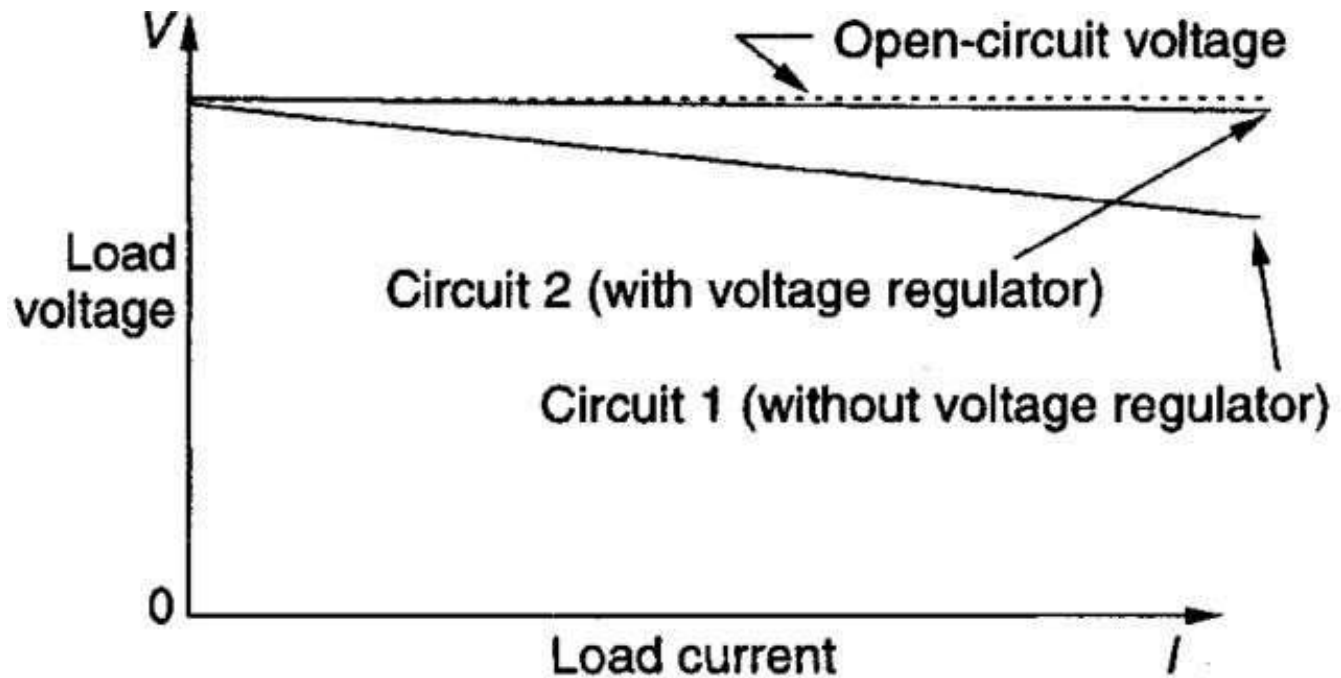 V
Open-circuit voltage
Load
voltage
Circuit 2 (with voltage regulator)
Circuit 1 (without voltage regulator)
0
Load current
I